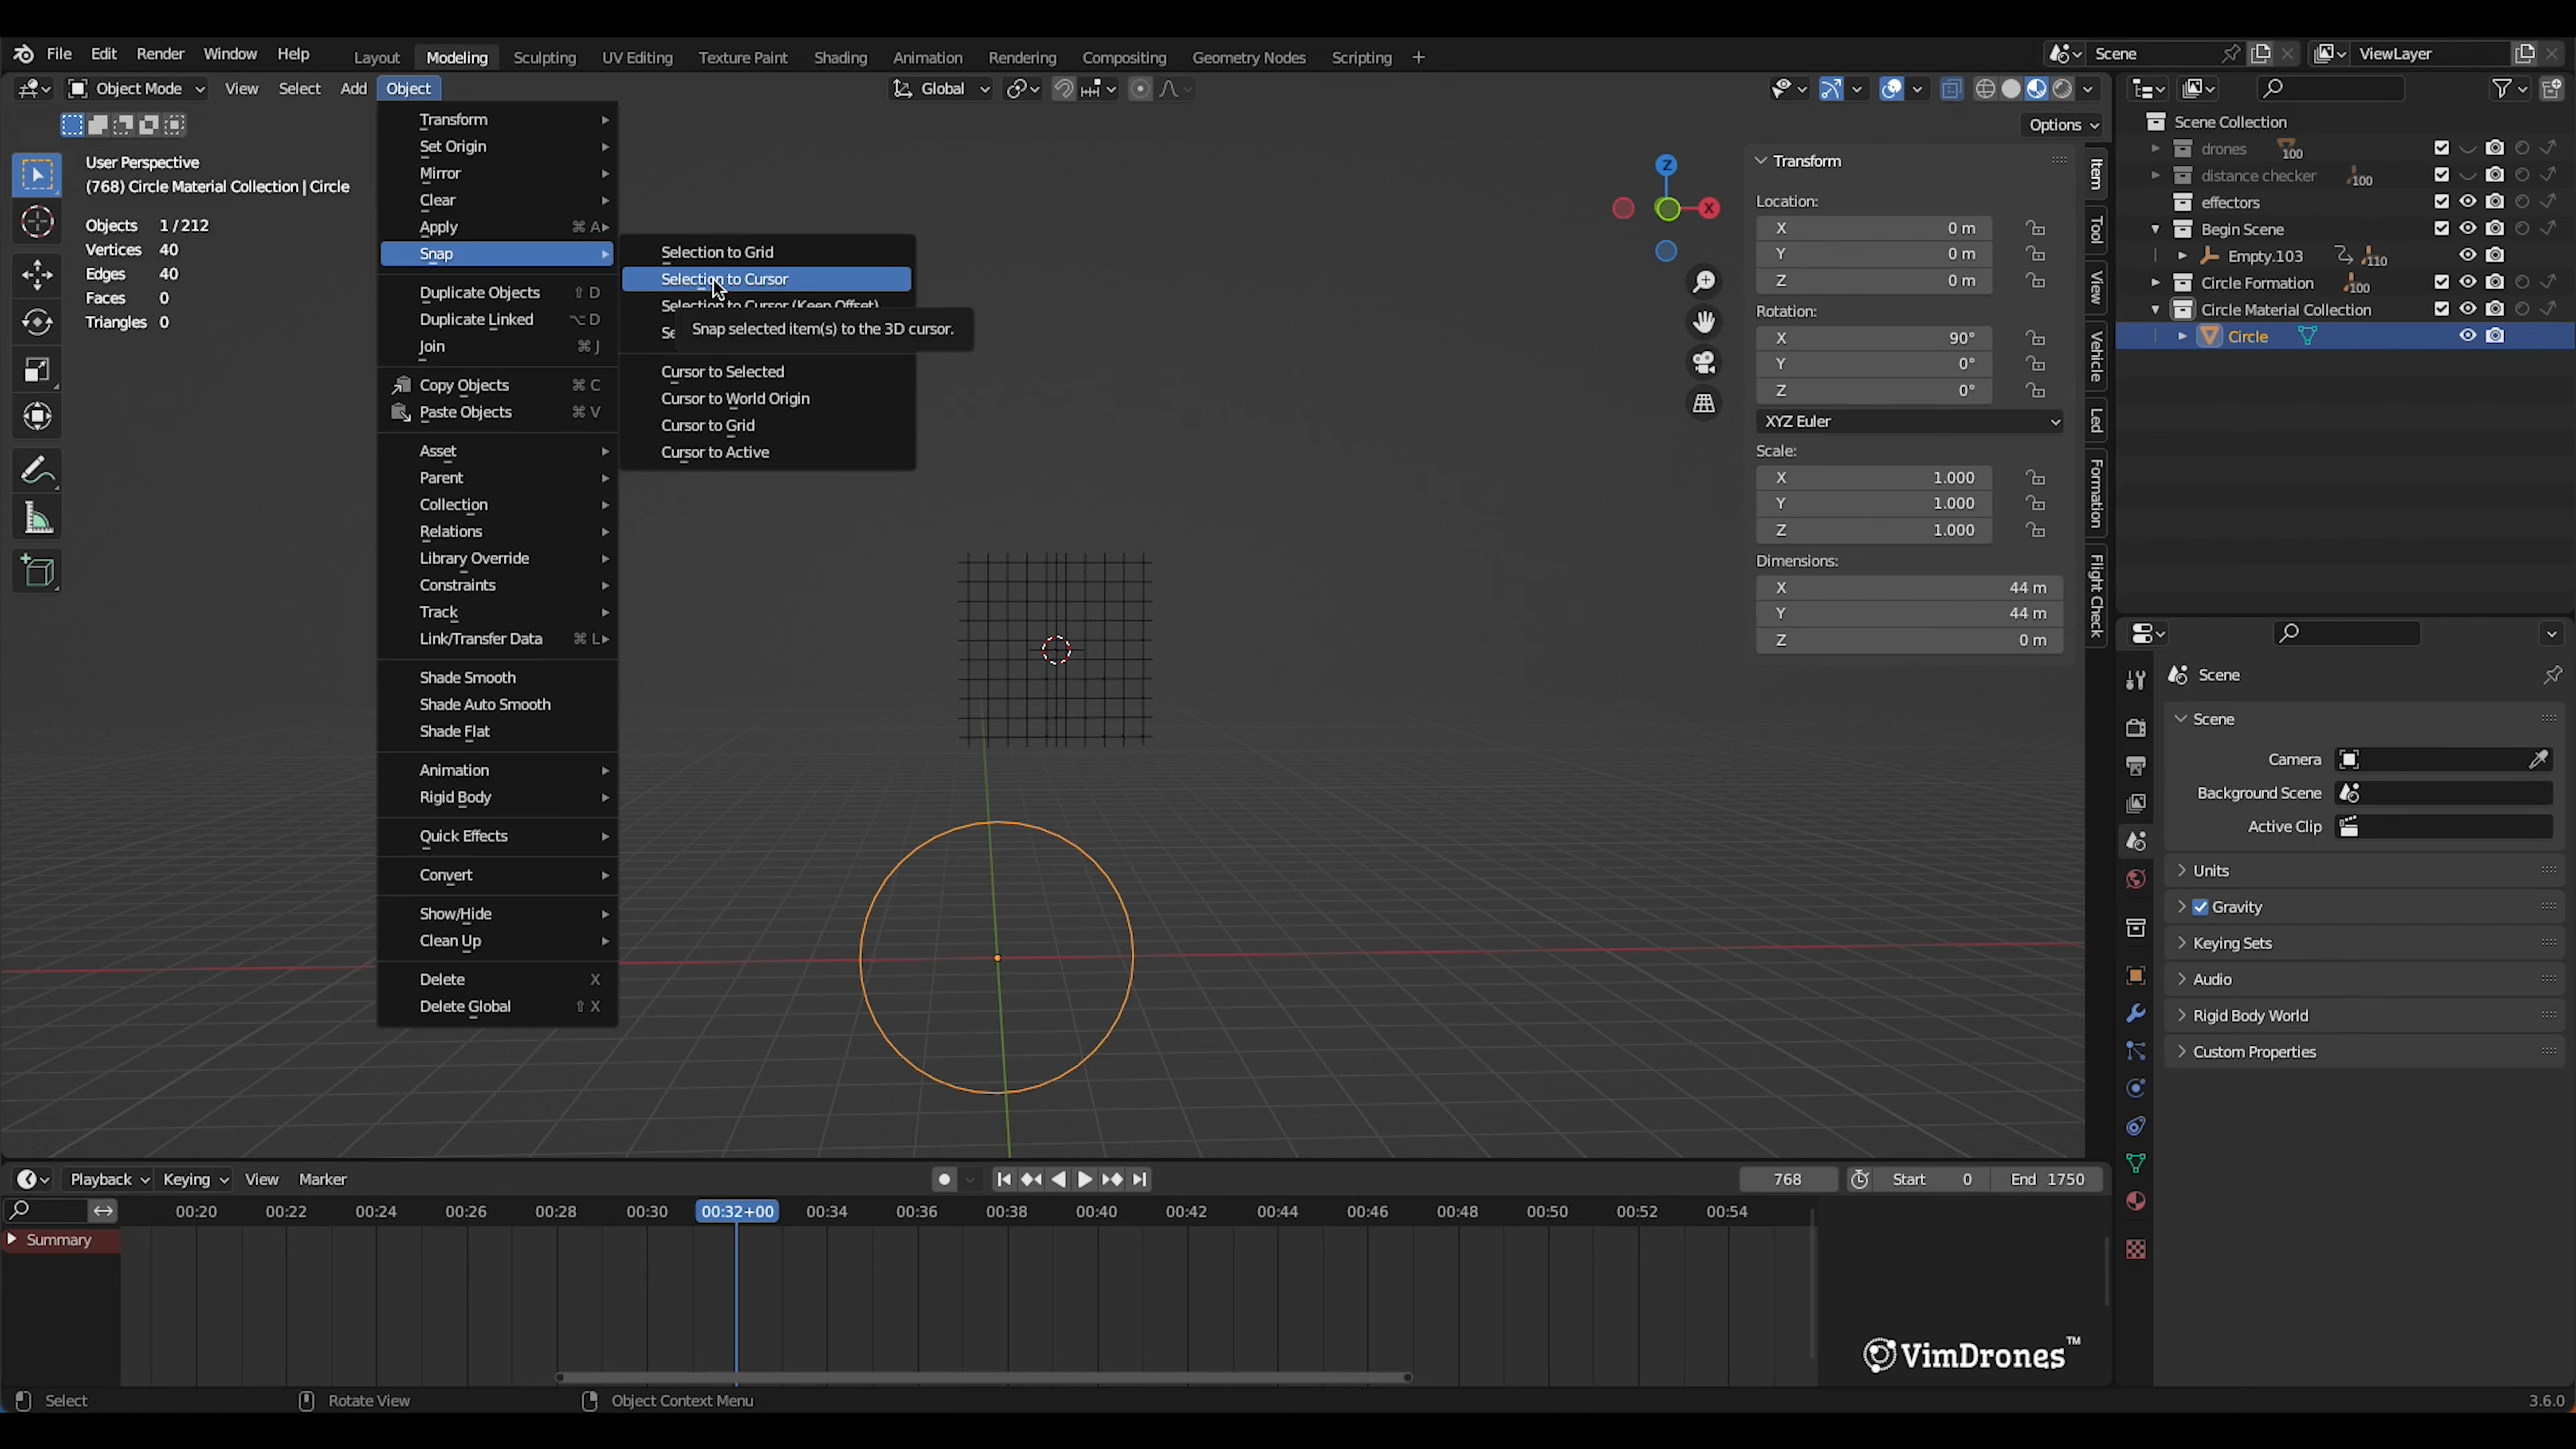 File Edit Render Window Help Layout Modeling Sculpting UV Editing Texture Paint Shading Animation Rendering Compositing Geometry Nodes Scripting + Scene ViewLayer
Object Mode View Select Add Object Global
Options
User Perspective
(768) Circle Material Collection | Circle
Objects 1 / 212
Vertices 40
Edges 40
Faces 0
Triangles 0
Transform
Set Origin
Mirror
Clear
Apply ⌘ A
Snap
Duplicate Objects ⇧ D
Duplicate Linked ⌥ D
Join ⌘ J
Copy Objects ⌘ C
Paste Objects ⌘ V
Asset
Parent
Collection
Relations
Library Override
Constraints
Track
Link/Transfer Data ⌘ L
Shade Smooth
Shade Auto Smooth
Shade Flat
Animation
Rigid Body
Quick Effects
Convert
Show/Hide
Clean Up
Delete X
Delete Global ⇧ X
Selection to Grid
Selection to Cursor
Selection to Cursor (Keep Offset)
Se
Snap selected item(s) to the 3D cursor.
Cursor to Selected
Cursor to World Origin
Cursor to Grid
Cursor to Active
Z
X
Transform
Location:
X 0 m
Y 0 m
Z 0 m
Rotation:
X 90°
Y 0°
Z 0°
XYZ Euler
Scale:
X 1.000
Y 1.000
Z 1.000
Dimensions:
X 44 m
Y 44 m
Z 0 m
Item
Tool
View
Vehicle
Led
Formation
Flight Check
Scene Collection
drones 100
distance checker 100
effectors
Begin Scene
Empty.103 110
Circle Formation 100
Circle Material Collection
Circle
Scene
Scene
Camera
Background Scene
Active Clip
Units
Gravity
Keying Sets
Audio
Rigid Body World
Custom Properties
Playback Keying View Marker 768 Start 0 End 1750
00:20 00:22 00:24 00:26 00:28 00:30 00:32+00 00:34 00:36 00:38 00:40 00:42 00:44 00:46 00:48 00:50 00:52 00:54
Summary
VimDrones™
Select Rotate View Object Context Menu 3.6.0